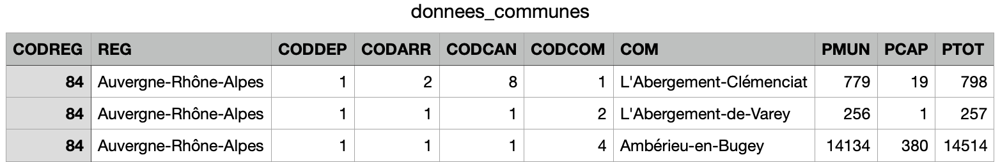 donnees_communes
CODREG REG CODDEP CODARR CODCAN CODCOM COM PMUN PCAP PTOT
84 Auvergne-Rhône-Alpes 1 2 8 1 L'Abergement-Clémenciat 779 19 798
84 Auvergne-Rhône-Alpes 1 1 1 2 L'Abergement-de-Varey 256 1 257
84 Auvergne-Rhône-Alpes 1 1 1 4 Ambérieu-en-Bugey 14134 380 14514